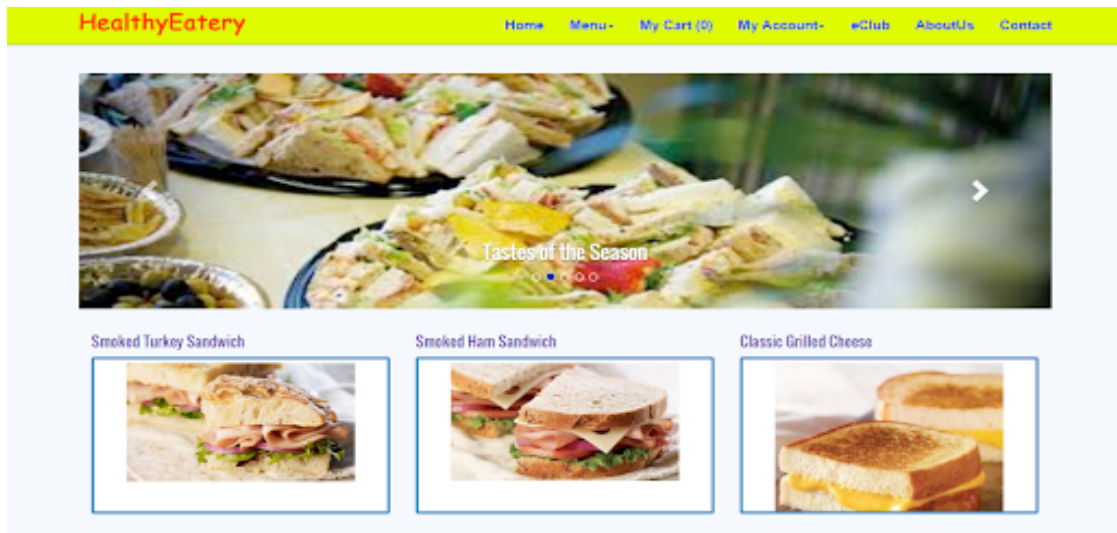 HealthyEatery
Home Menu My Cart (0) My Account eClub AboutUs Contact
Tastes of the Season
Smoked Turkey Sandwich Smoked Ham Sandwich Classic Grilled Cheese